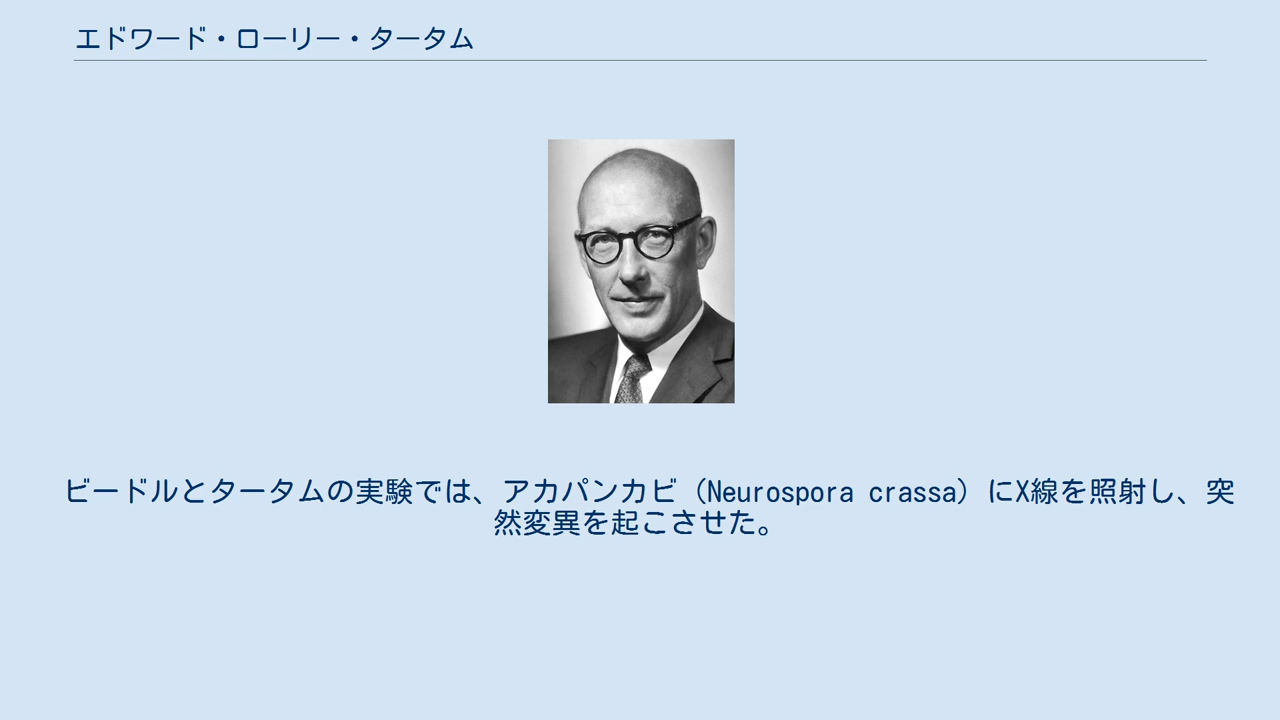 エドワード・ローリー・タータム
ビードルとタータムの実験では、アカパンカビ（Neurospora crassa）にX線を照射し、突
然変異を起こさせた。